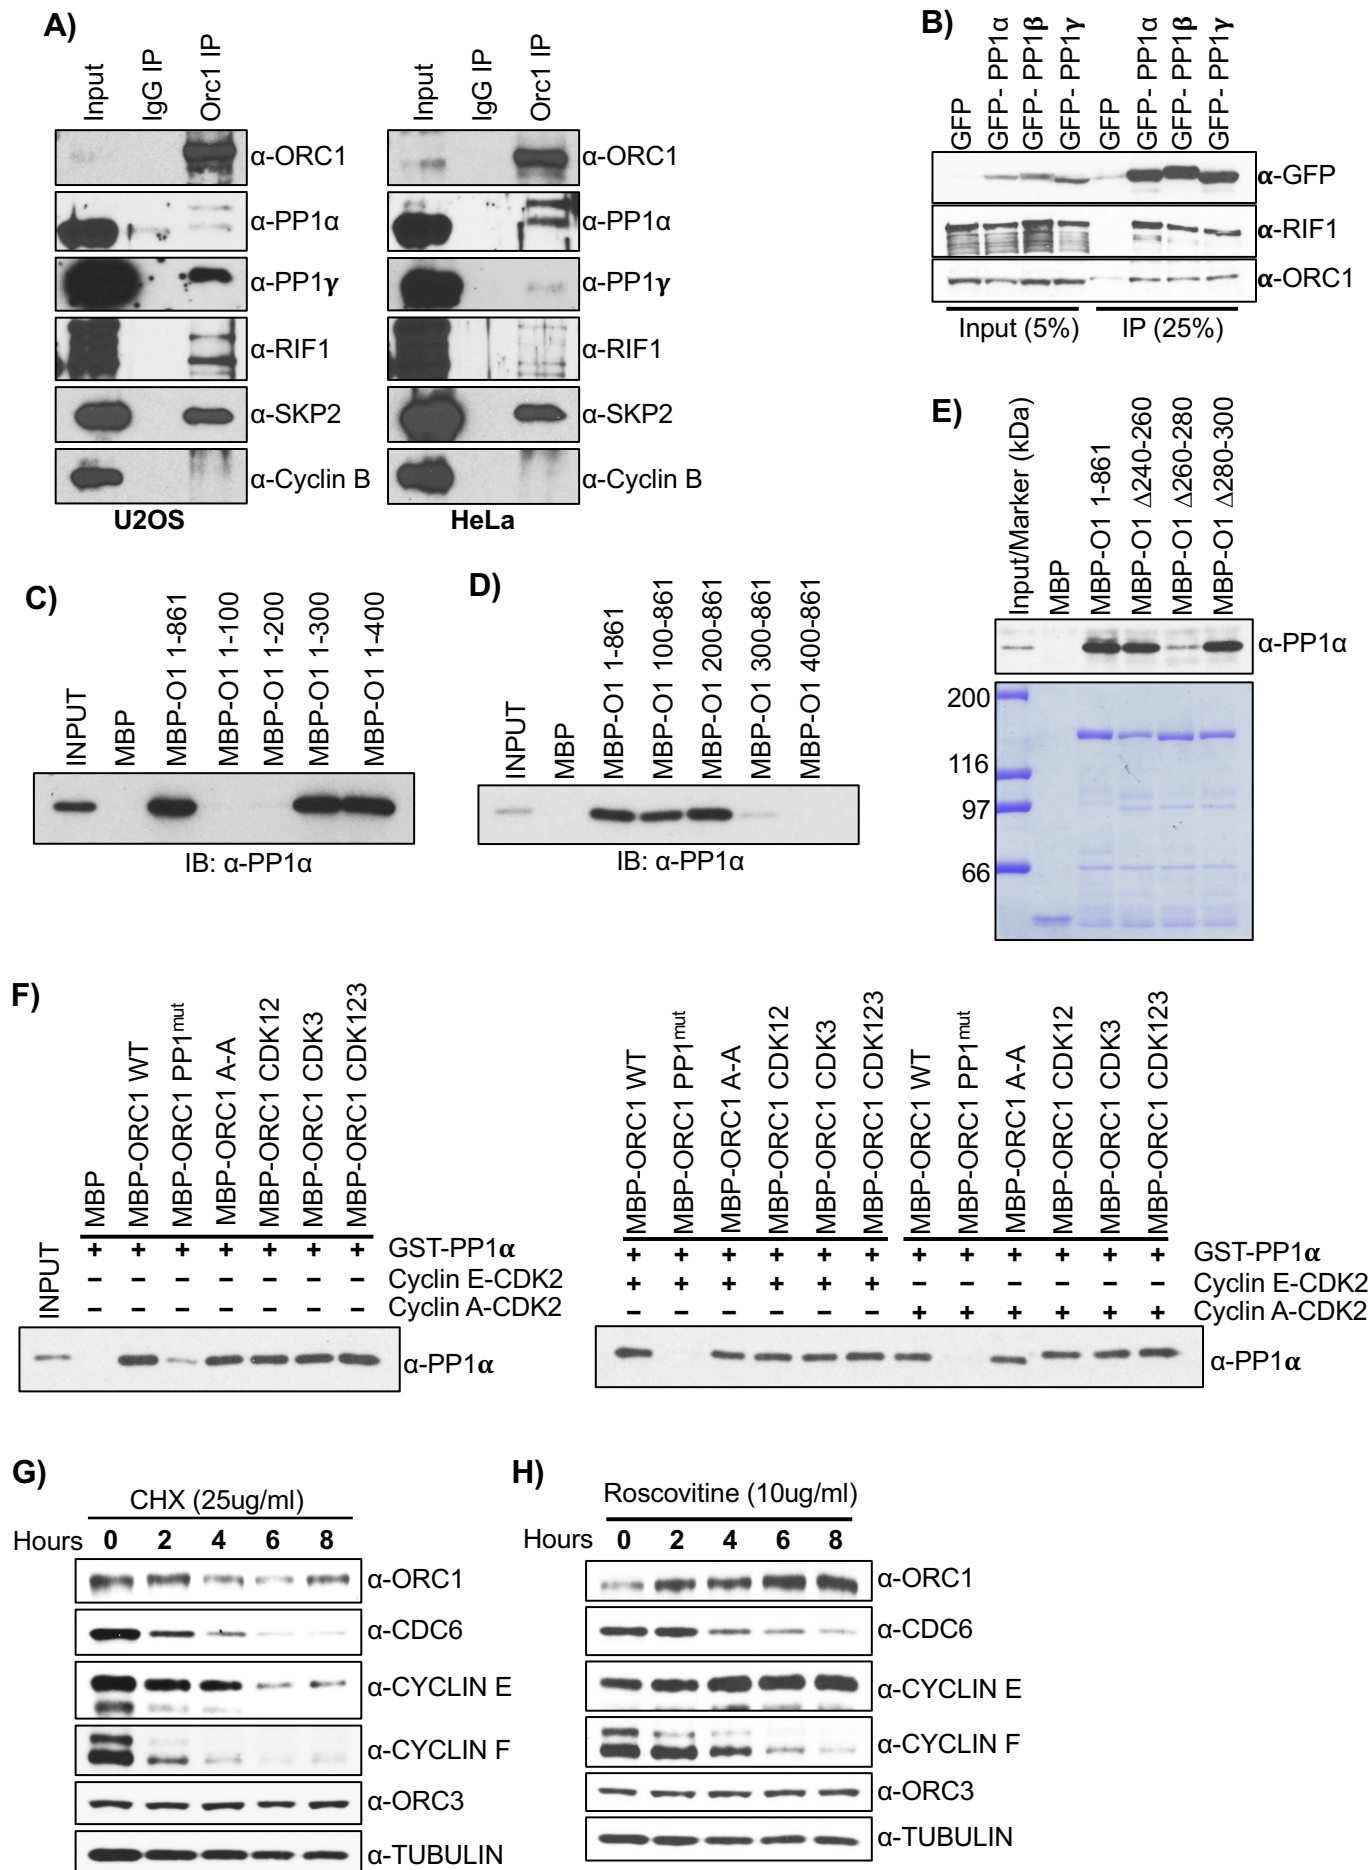 A)
Input
IgG IP
Orc1 IP
α-ORC1
α-PP1α
α-PP1γ
α-RIF1
α-SKP2
α-Cyclin B
U2OS
Input
IgG IP
Orc1 IP
α-ORC1
α-PP1α
α-PP1γ
α-RIF1
α-SKP2
α-Cyclin B
HeLa
B)
GFP
GFP- PP1α
GFP- PP1β
GFP- PP1γ
GFP
GFP- PP1α
GFP- PP1β
GFP- PP1γ
α-GFP
α-RIF1
α-ORC1
Input (5%)
IP (25%)
C)
INPUT
MBP
MBP-O1 1-861
MBP-O1 1-100
MBP-O1 1-200
MBP-O1 1-300
MBP-O1 1-400
IB: α-PP1α
D)
INPUT
MBP
MBP-O1 1-861
MBP-O1 100-861
MBP-O1 200-861
MBP-O1 300-861
MBP-O1 400-861
IB: α-PP1α
E)
Input/Marker (kDa)
MBP
MBP-O1 1-861
MBP-O1 Δ240-260
MBP-O1 Δ260-280
MBP-O1 Δ280-300
α-PP1α
200
116
97
66
F)
INPUT
MBP
MBP-ORC1 WT
MBP-ORC1 PP1mut
MBP-ORC1 A-A
MBP-ORC1 CDK12
MBP-ORC1 CDK3
MBP-ORC1 CDK123
+ + + + + + + GST-PP1α
– – – – – – – Cyclin E-CDK2
– – – – – – – Cyclin A-CDK2
α-PP1α
MBP-ORC1 WT
MBP-ORC1 PP1mut
MBP-ORC1 A-A
MBP-ORC1 CDK12
MBP-ORC1 CDK3
MBP-ORC1 CDK123
MBP-ORC1 WT
MBP-ORC1 PP1mut
MBP-ORC1 A-A
MBP-ORC1 CDK12
MBP-ORC1 CDK3
MBP-ORC1 CDK123
+ + + + + + + + + + + + GST-PP1α
+ + + + + + – – – – – – Cyclin E-CDK2
– – – – – – + + + + + + Cyclin A-CDK2
α-PP1α
G)
CHX (25ug/ml)
Hours 0 2 4 6 8
α-ORC1
α-CDC6
α-CYCLIN E
α-CYCLIN F
α-ORC3
α-TUBULIN
H)
Roscovitine (10ug/ml)
Hours 0 2 4 6 8
α-ORC1
α-CDC6
α-CYCLIN E
α-CYCLIN F
α-ORC3
α-TUBULIN